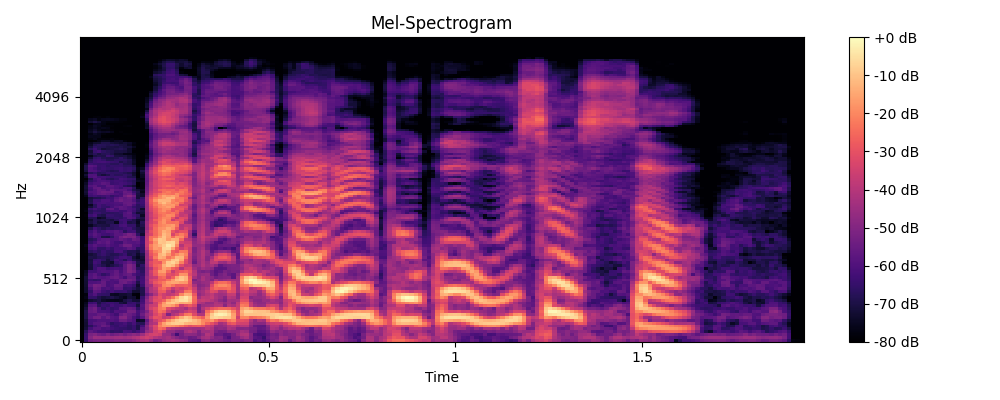 Mel-Spectrogram
Hz
4096
2048
1024
512
0
0
0.5
1
1.5
Time
+0 dB
-10 dB
-20 dB
-30 dB
-40 dB
-50 dB
-60 dB
-70 dB
-80 dB